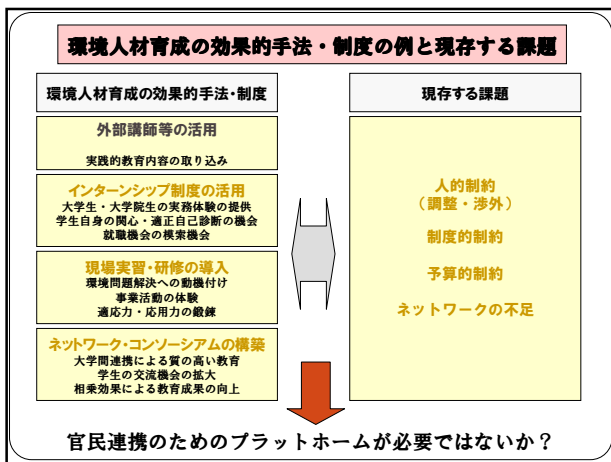 環境人材育成の効果的手法・制度の例と現存する課題
環境人材育成の効果的手法・制度
外部講師等の活用
実践的教育内容の取り込み
インターンシップ制度の活用
大学生・大学院生の実務体験の提供
学生自身の関心・適正自己診断の機会
就職機会の模索機会
現場実習・研修の導入
環境問題解決への動機付け
事業活動の体験
適応力・応用力の鍛錬
ネットワーク・コンソーシアムの構築
大学間連携による質の高い教育
学生の交流機会の拡大
相乗効果による教育成果の向上
現存する課題
人的制約
（調整・渉外）
制度的制約
予算的制約
ネットワークの不足
官民連携のためのプラットホームが必要ではないか？